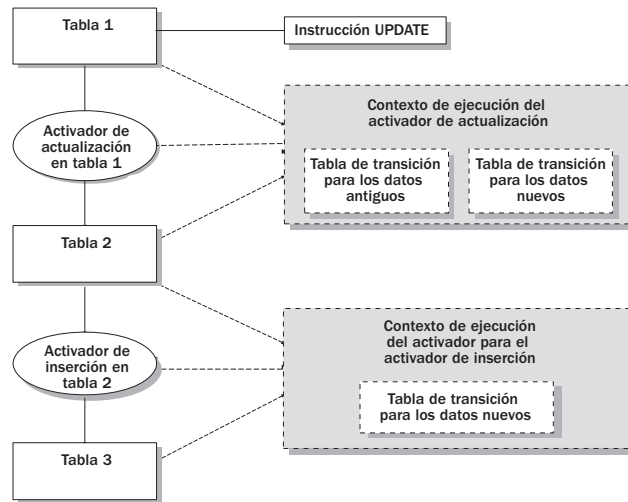 Tabla 1
Instrucción UPDATE
Contexto de ejecución del
activador de actualización
Activador de
actualización
en tabla 1
Tabla de transición
para los datos
antiguos
Tabla de transición
para los datos
nuevos
Tabla 2
Contexto de ejecución
del activador para el
activador de inserción
Activador de
inserción en
tabla 2
Tabla de transición
para los datos nuevos
Tabla 3